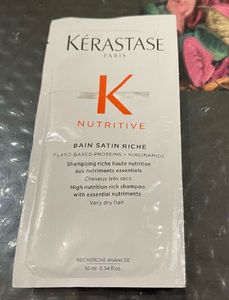 KÉRASTASE
PARIS
K
NUTRITIVE
BAIN SATIN RICHE
PLANT-BASED PROTEINS + NIACINAMIDE
Shampooing riche haute nutrition
aux nutriments essentiels
Cheveux très secs
High nutrition rich shampoo
with essential nutriments
Very dry hair
RECHERCHE AVANCÉE
10 ml 0.34 fl.oz.